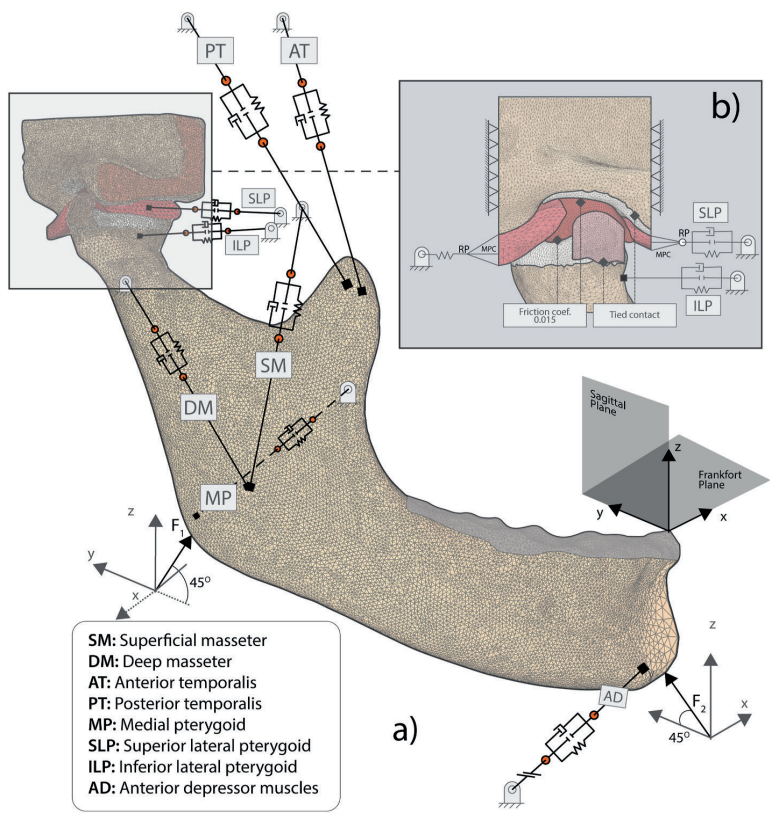 PT
AT
b)
SLP
ILP
SLP
RP
MPC
RP
MPC
ILP
Friction coef.
0.015
Tied contact
SM
DM
Sagittal
Plane
z
Frankfort
Plane
y
x
MP
z
F1
y
45º
x
SM: Superficial masseter
DM: Deep masseter
AT: Anterior temporalis
PT: Posterior temporalis
MP: Medial pterygoid
SLP: Superior lateral pterygoid
ILP: Inferior lateral pterygoid
AD: Anterior depressor muscles
a)
AD
z
F2
x
y
45º